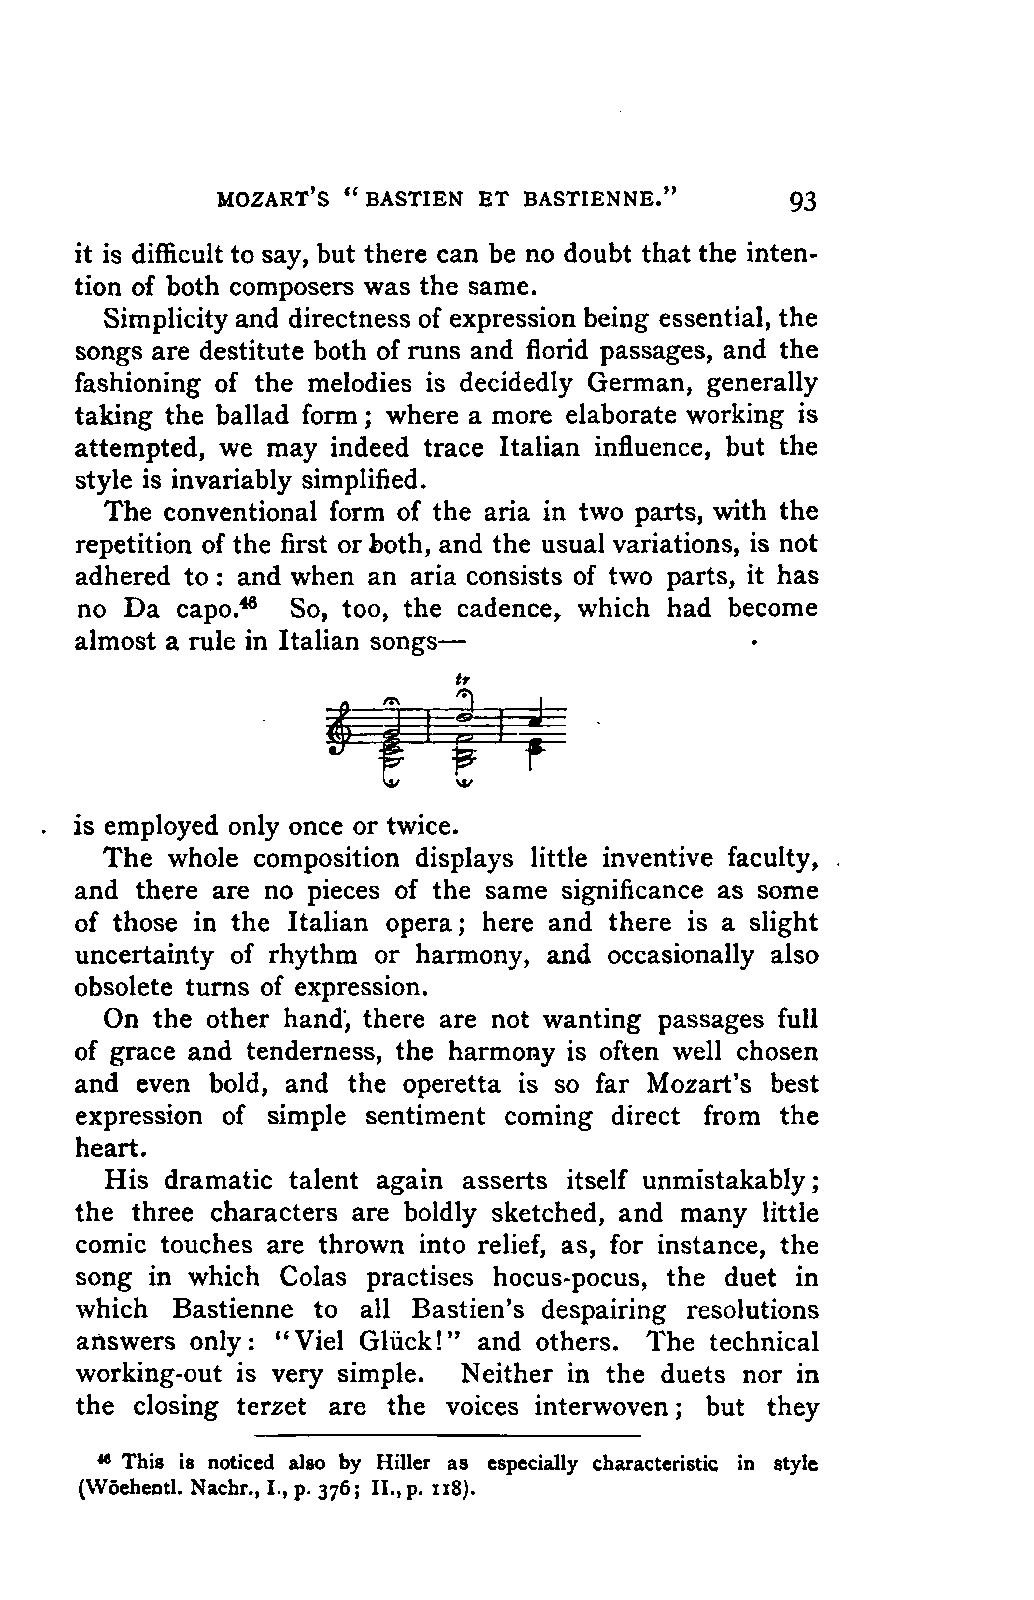 MOZART'S "BASTIEN ET BASTIENNE." 93
it is difficult to say, but there can be no doubt that the inten-
tion of both composers was the same.
Simplicity and directness of expression being essential, the
songs are destitute both of runs and florid passages, and the
fashioning of the melodies is decidedly German, generally
taking the ballad form; where a more elaborate working is
attempted, we may indeed trace Italian influence, but the
style is invariably simplified.
The conventional form of the aria in two parts, with the
repetition of the first or both, and the usual variations, is not
adhered to: and when an aria consists of two parts, it has
no Da capo.⁴⁶ So, too, the cadence, which had become
almost a rule in Italian songs—
tr
is employed only once or twice.
The whole composition displays little inventive faculty,
and there are no pieces of the same significance as some
of those in the Italian opera; here and there is a slight
uncertainty of rhythm or harmony, and occasionally also
obsolete turns of expression.
On the other hand, there are not wanting passages full
of grace and tenderness, the harmony is often well chosen
and even bold, and the operetta is so far Mozart's best
expression of simple sentiment coming direct from the
heart.
His dramatic talent again asserts itself unmistakably;
the three characters are boldly sketched, and many little
comic touches are thrown into relief, as, for instance, the
song in which Colas practises hocus-pocus, the duet in
which Bastienne to all Bastien's despairing resolutions
answers only: "Viel Glück!" and others. The technical
working-out is very simple. Neither in the duets nor in
the closing terzet are the voices interwoven; but they
⁴⁶ This is noticed also by Hiller as especially characteristic in style
(Wöehentl. Nachr., I., p. 376; II., p. 118).